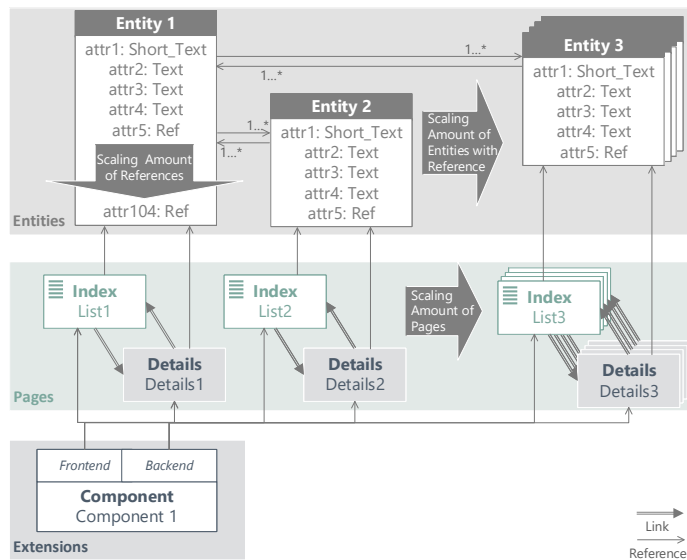 Entity 1
attr1: Short_Text
attr2: Text
attr3: Text
attr4: Text
attr5: Ref
Scaling Amount
of References
attr104: Ref
1...*
1...*
1...*
1...*
Entity 2
attr1: Short_Text
attr2: Text
attr3: Text
attr4: Text
attr5: Ref
Scaling
Amount of
Entities with
Reference
Entity 3
attr1: Short_Text
attr2: Text
attr3: Text
attr4: Text
attr5: Ref
Entities
Index
List1
Details
Details1
Index
List2
Details
Details2
Scaling
Amount of
Pages
Index
List3
Details
Details3
Pages
Frontend
Backend
Component
Component 1
Extensions
Link
Reference